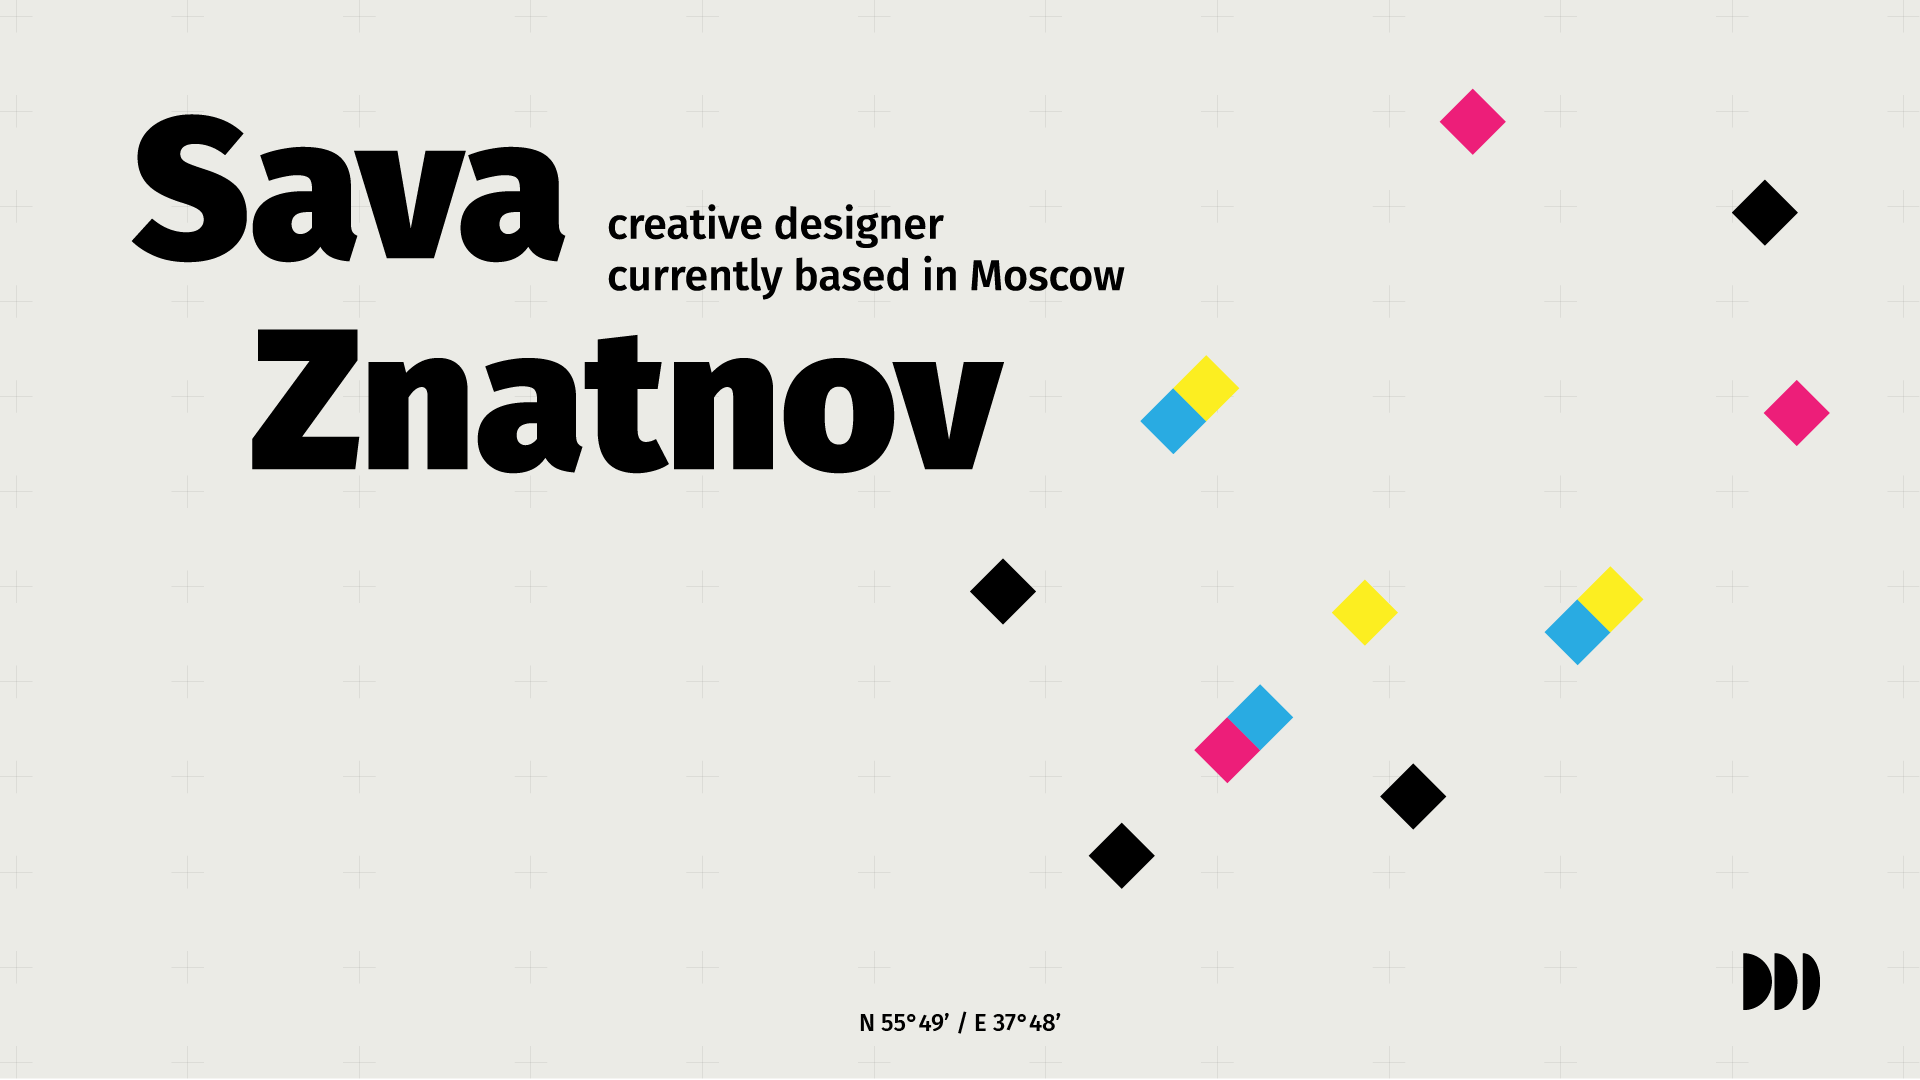 Sava
creative designer
currently based in Moscow
Znatnov
N 55°49’ / E 37°48’